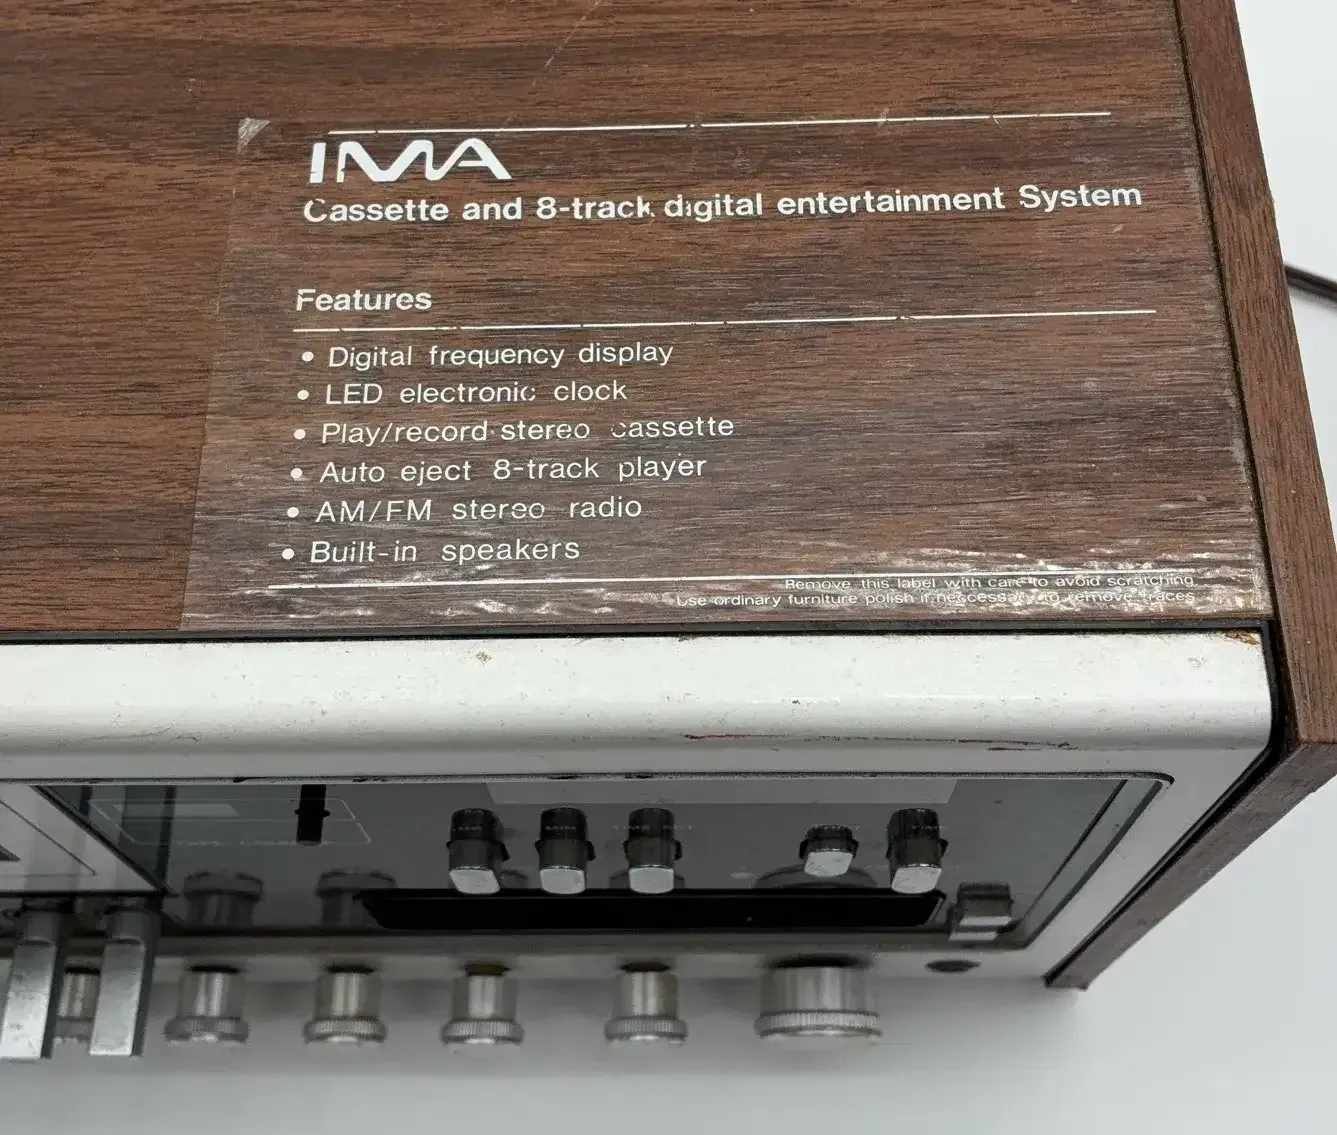 IMA
Cassette and 8-track digital entertainment System
Features
• Digital frequency display
• LED electronic clock
• Play/record stereo cassette
• Auto eject 8-track player
• AM/FM stereo radio
• Built-in speakers
Remove this label with care to avoid scratching.
Use ordinary furniture polish if neccessary to remove traces